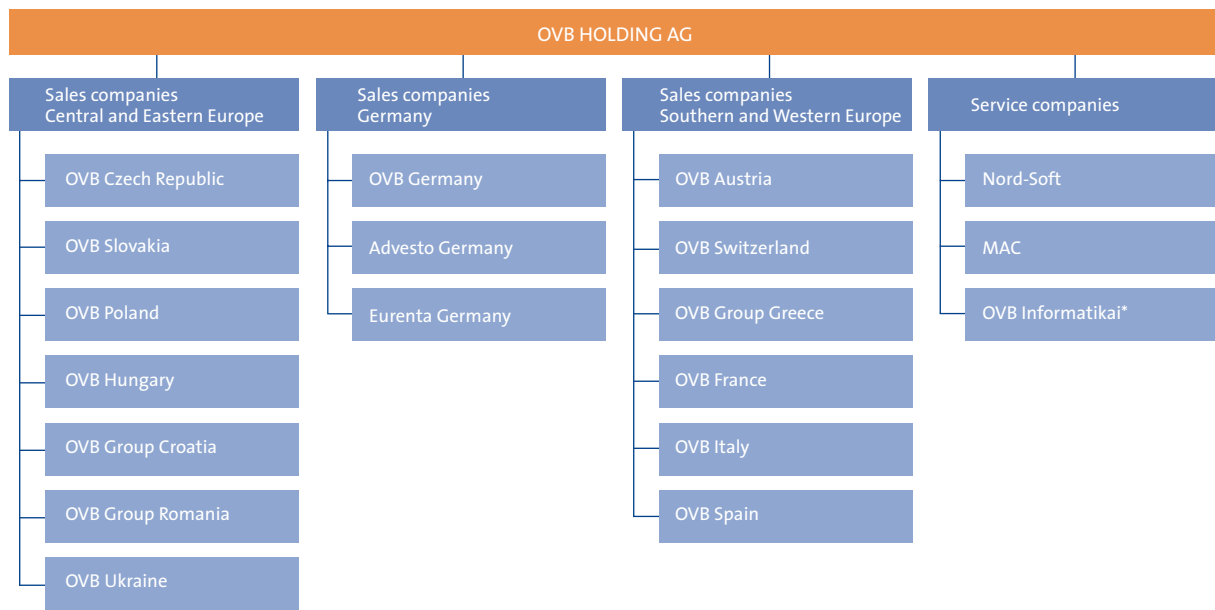 OVB HOLDING AG
Sales companies
Central and Eastern Europe
OVB Czech Republic
OVB Slovakia
OVB Poland
OVB Hungary
OVB Group Croatia
OVB Group Romania
OVB Ukraine
Sales companies
Germany
OVB Germany
Advesto Germany
Eurenta Germany
Sales companies
Southern and Western Europe
OVB Austria
OVB Switzerland
OVB Group Greece
OVB France
OVB Italy
OVB Spain
Service companies
Nord-Soft
MAC
OVB Informatikai*